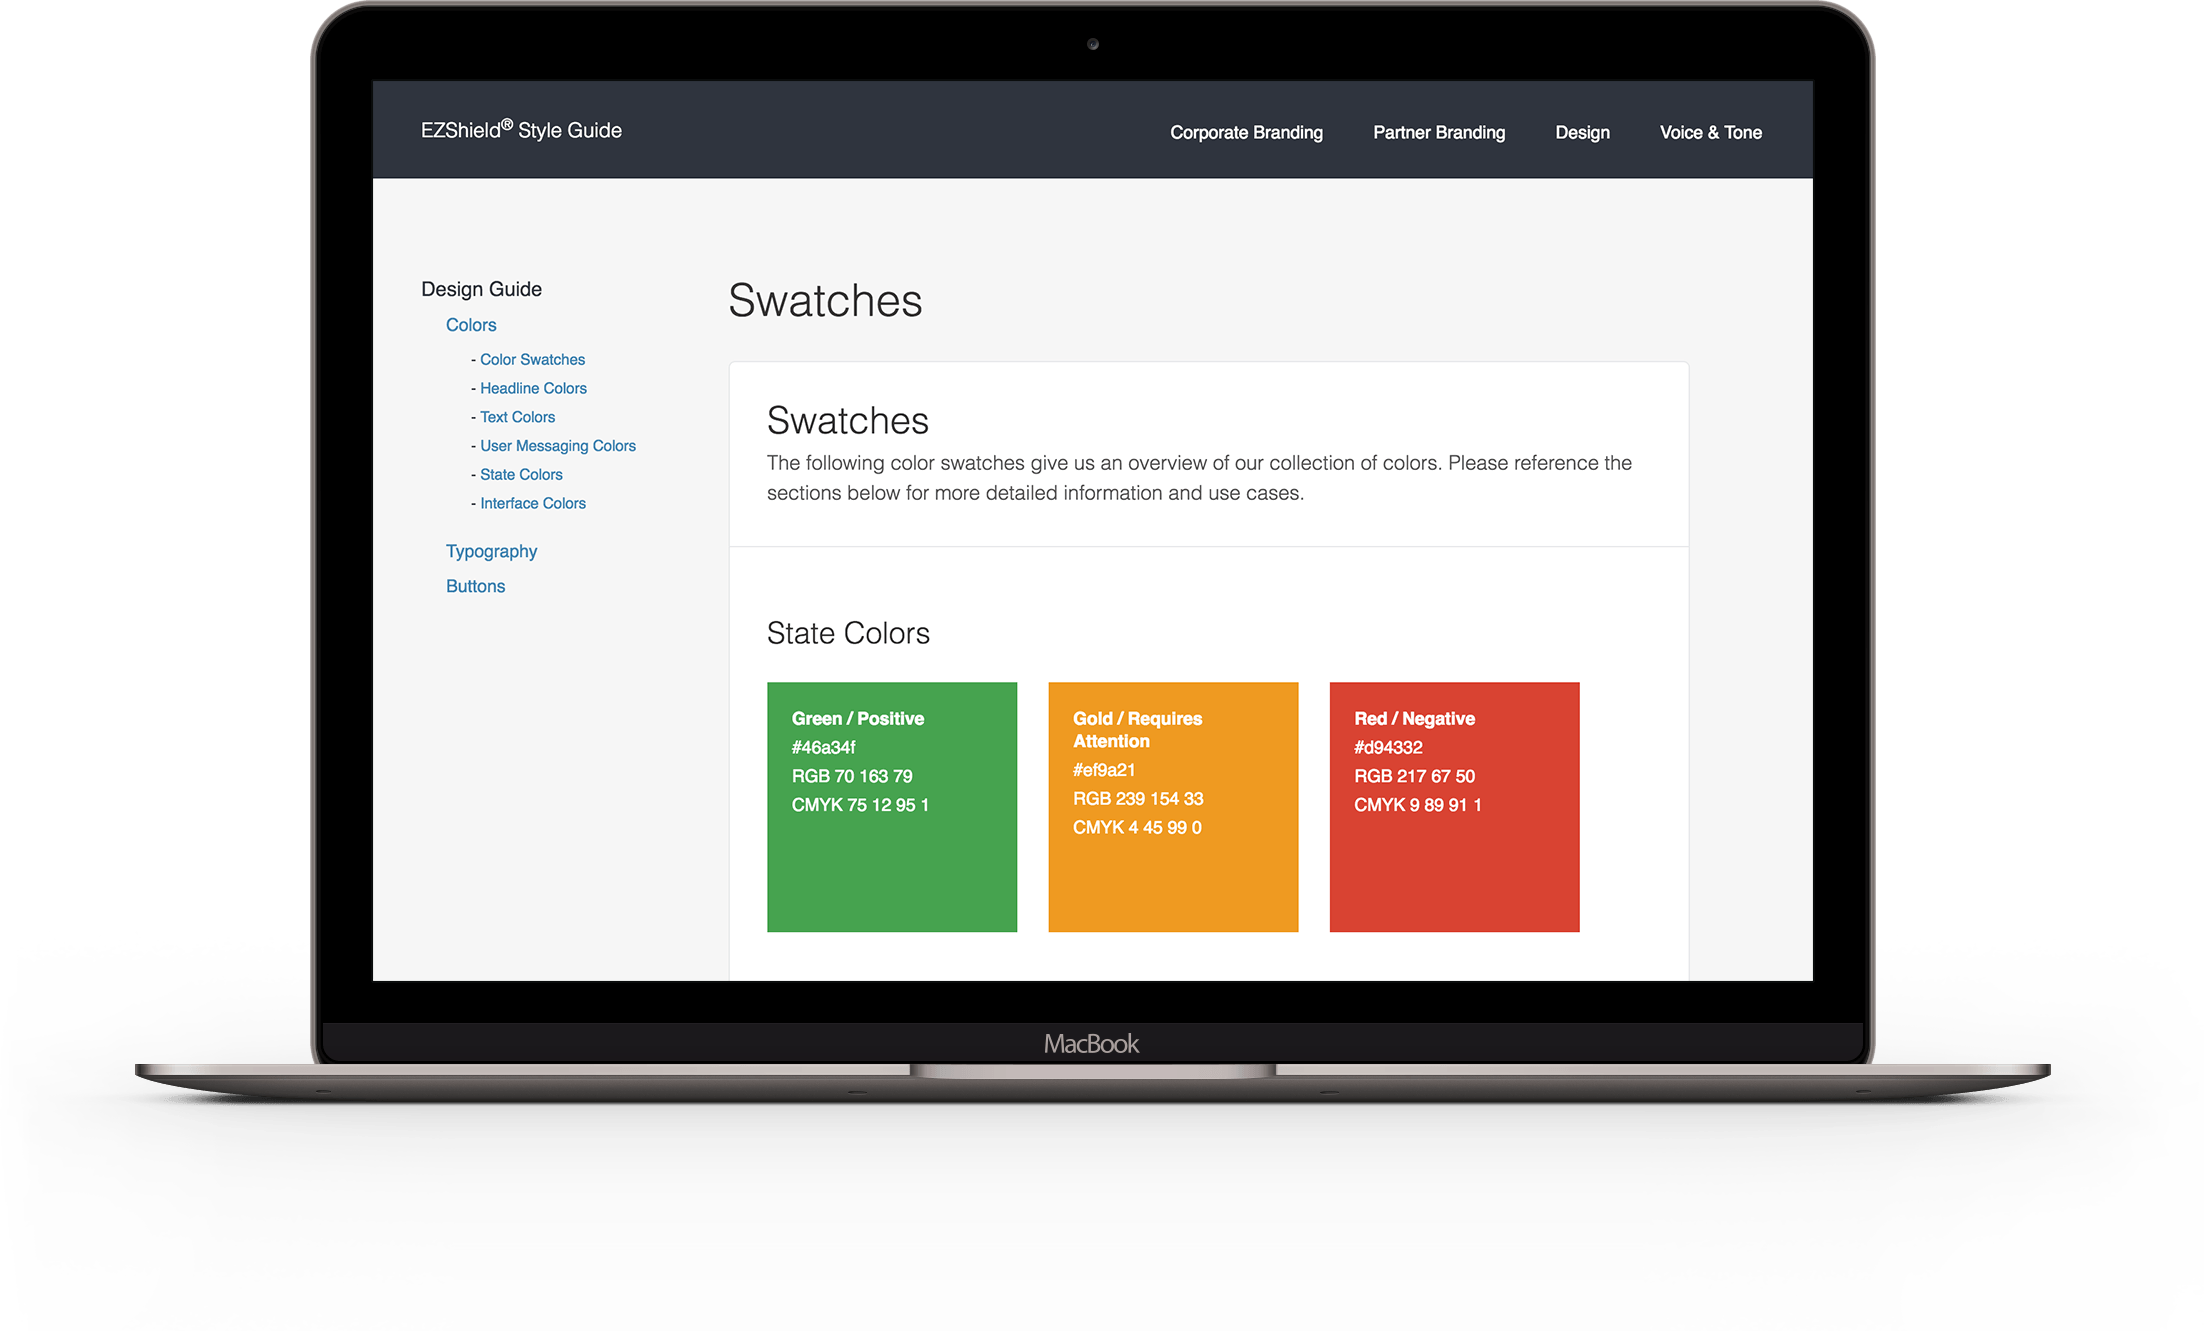 EZShield® Style Guide
Corporate Branding
Partner Branding
Design
Voice & Tone
Design Guide
Colors
- Color Swatches
- Headline Colors
- Text Colors
- User Messaging Colors
- State Colors
- Interface Colors
Typography
Buttons
Swatches
Swatches
The following color swatches give us an overview of our collection of colors. Please reference the
sections below for more detailed information and use cases.
State Colors
Green / Positive
#46a34f
RGB 70 163 79
CMYK 75 12 95 1
Gold / Requires
Attention
#ef9a21
RGB 239 154 33
CMYK 4 45 99 0
Red / Negative
#d94332
RGB 217 67 50
CMYK 9 89 91 1
MacBook